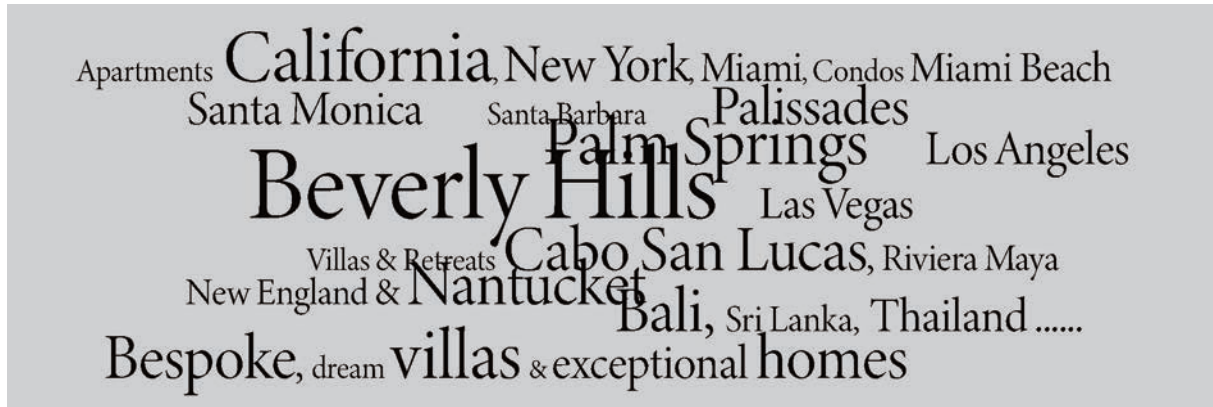 Apartments California, New York, Miami, Condos Miami Beach
Santa Monica Santa Barbara Palissades
Palm Springs Los Angeles
Beverly Hills Las Vegas
Villas & Retreats Cabo San Lucas, Riviera Maya
New England & Nantucket
Bali, Sri Lanka, Thailand ......
Bespoke, dream villas & exceptional homes